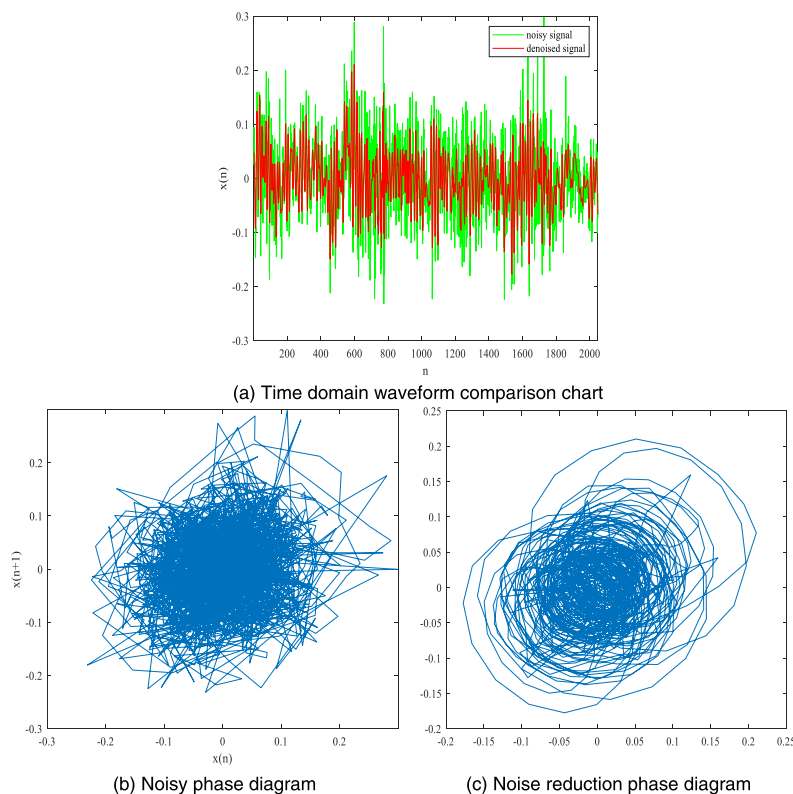 0.3
0.2
0.1
0
-0.1
-0.2
-0.3
x(n)
noisy signal
denoised signal
200 400 600 800 1000 1200 1400 1600 1800 2000
n
(a) Time domain waveform comparison chart
0.2
0.1
0
-0.1
-0.2
-0.3
x(n+1)
-0.3 -0.2 -0.1 0 0.1 0.2
x(n)
(b) Noisy phase diagram
0.25
0.2
0.15
0.1
0.05
0
-0.05
-0.1
-0.15
-0.2
-0.2 -0.15 -0.1 -0.05 0 0.05 0.1 0.15 0.2 0.25
(c) Noise reduction phase diagram